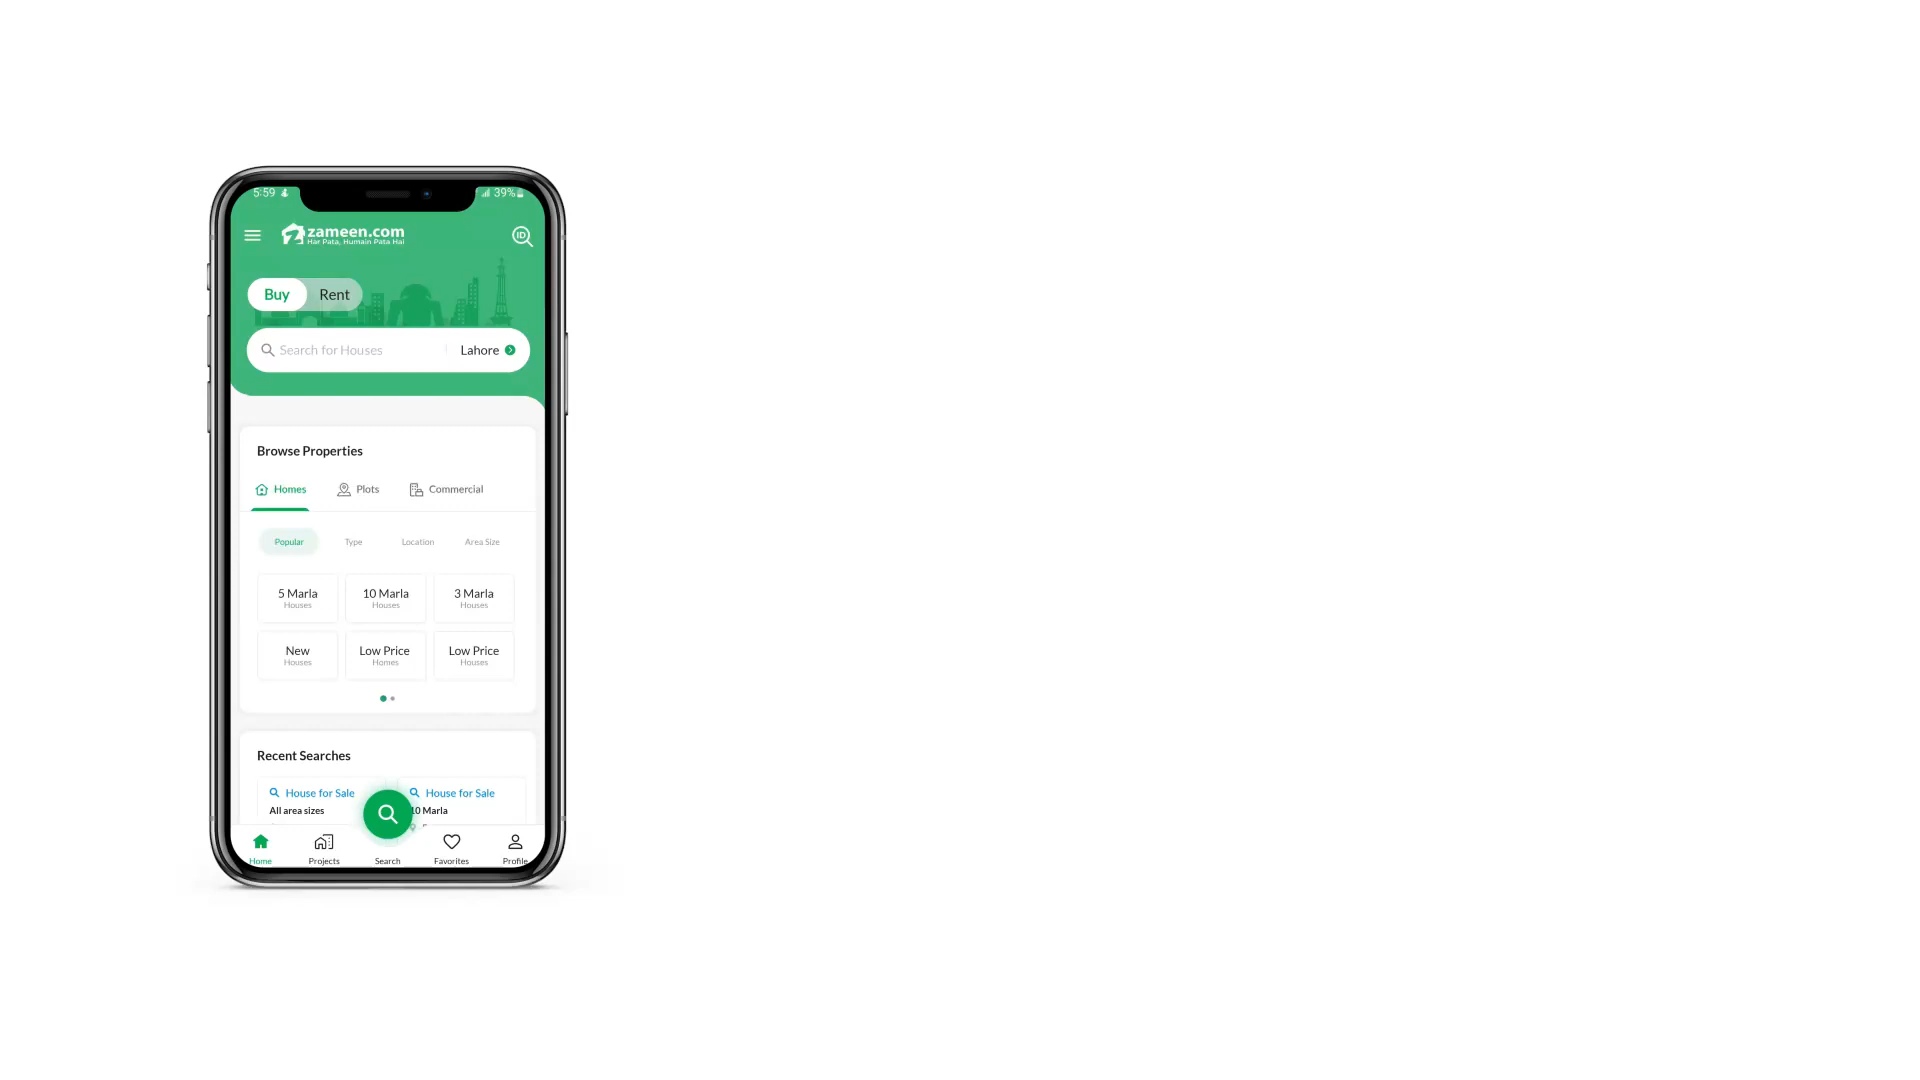 5:59
39%
zameen.com
Har Pata, Humain Pata Hai
ID
Buy
Rent
Search for Houses
Lahore
Browse Properties
Homes
Plots
Commercial
Popular
Type
Location
Area Size
5 Marla
Houses
10 Marla
Houses
3 Marla
Houses
New
Houses
Low Price
Homes
Low Price
Houses
Recent Searches
House for Sale
All area sizes
House for Sale
10 Marla
Home
Projects
Search
Favorites
Profile